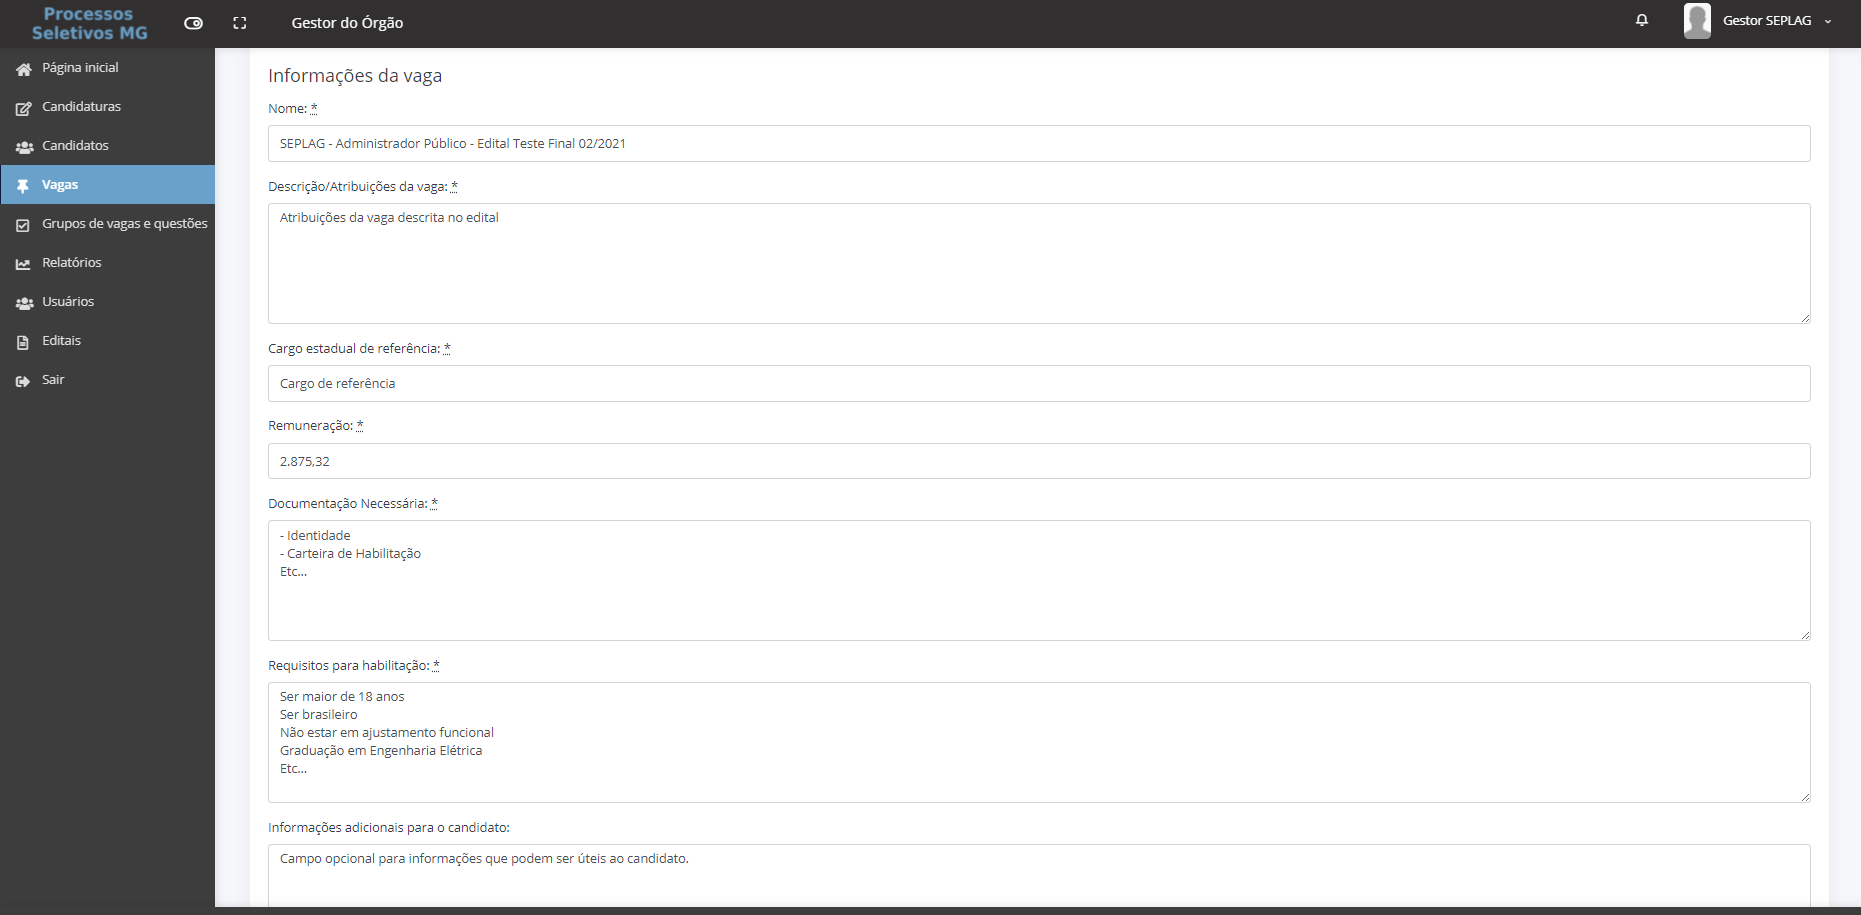 Processos
Seletivos MG
Gestor do Órgão
Gestor SEPLAG
Página inicial
Candidaturas
Candidatos
Vagas
Grupos de vagas e questões
Relatórios
Usuários
Editais
Sair
Informações da vaga
Nome: *
SEPLAG - Administrador Público - Edital Teste Final 02/2021
Descrição/Atribuições da vaga: *
Atribuições da vaga descrita no edital
Cargo estadual de referência: *
Cargo de referência
Remuneração: *
2.875,32
Documentação Necessária: *
- Identidade
- Carteira de Habilitação
Etc...
Requisitos para habilitação: *
Ser maior de 18 anos
Ser brasileiro
Não estar em ajustamento funcional
Graduação em Engenharia Elétrica
Etc...
Informações adicionais para o candidato:
Campo opcional para informações que podem ser úteis ao candidato.